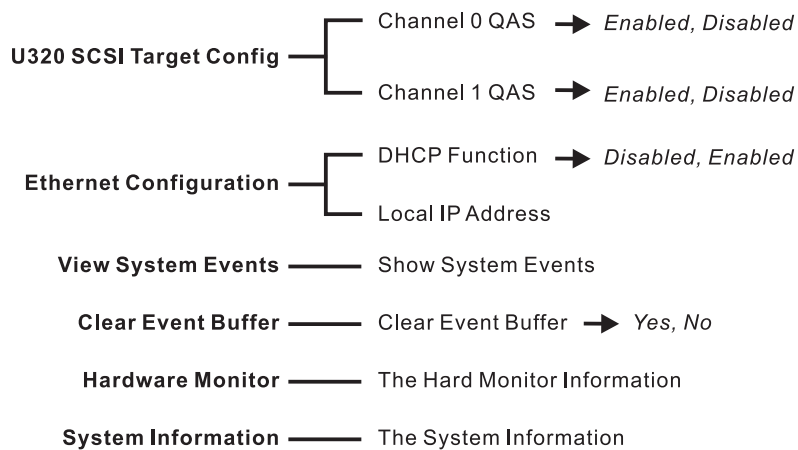 Channel 0 QAS Enabled, Disabled
U320 SCSI Target Config
Channel 1 QAS Enabled, Disabled
DHCP Function Disabled, Enabled
Ethernet Configuration
Local IP Address
View System Events Show System Events
Clear Event Buffer Clear Event Buffer Yes, No
Hardware Monitor The Hard Monitor Information
System Information The System Information